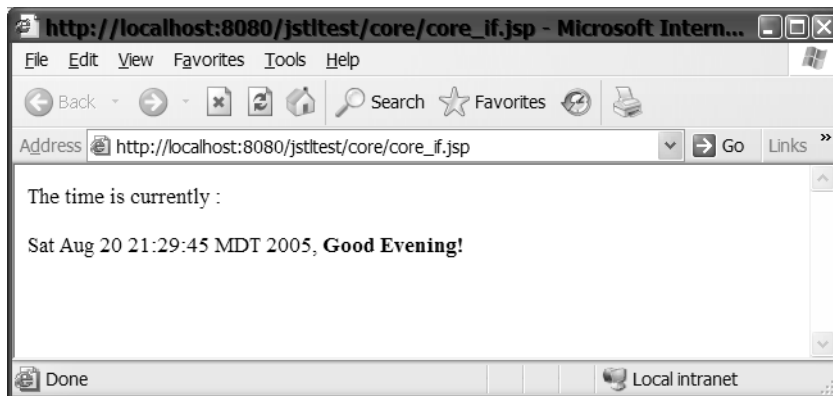 http://localhost:8080/jstltest/core/core_if.jsp - Microsoft Intern...
File Edit View Favorites Tools Help
Back Search Favorites
Address http://localhost:8080/jstltest/core/core_if.jsp Go Links »
The time is currently :
Sat Aug 20 21:29:45 MDT 2005, Good Evening!
Done Local intranet